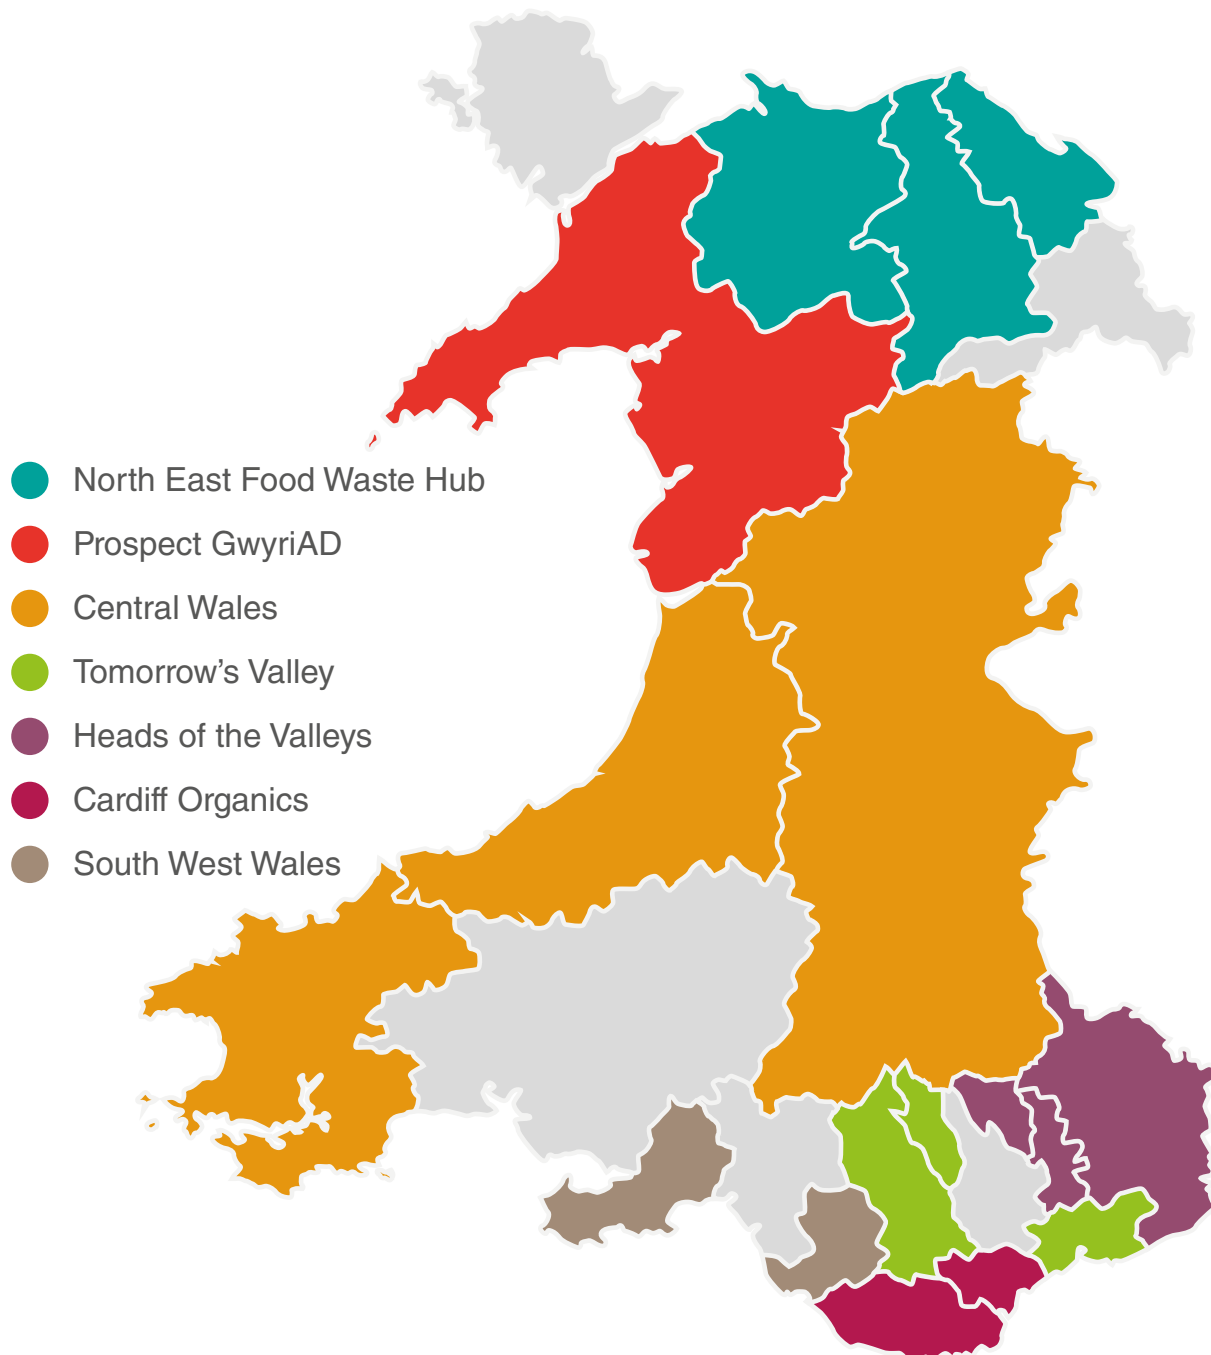 North East Food Waste Hub
Prospect GwyriAD
Central Wales
Tomorrow’s Valley
Heads of the Valleys
Cardiff Organics
South West Wales